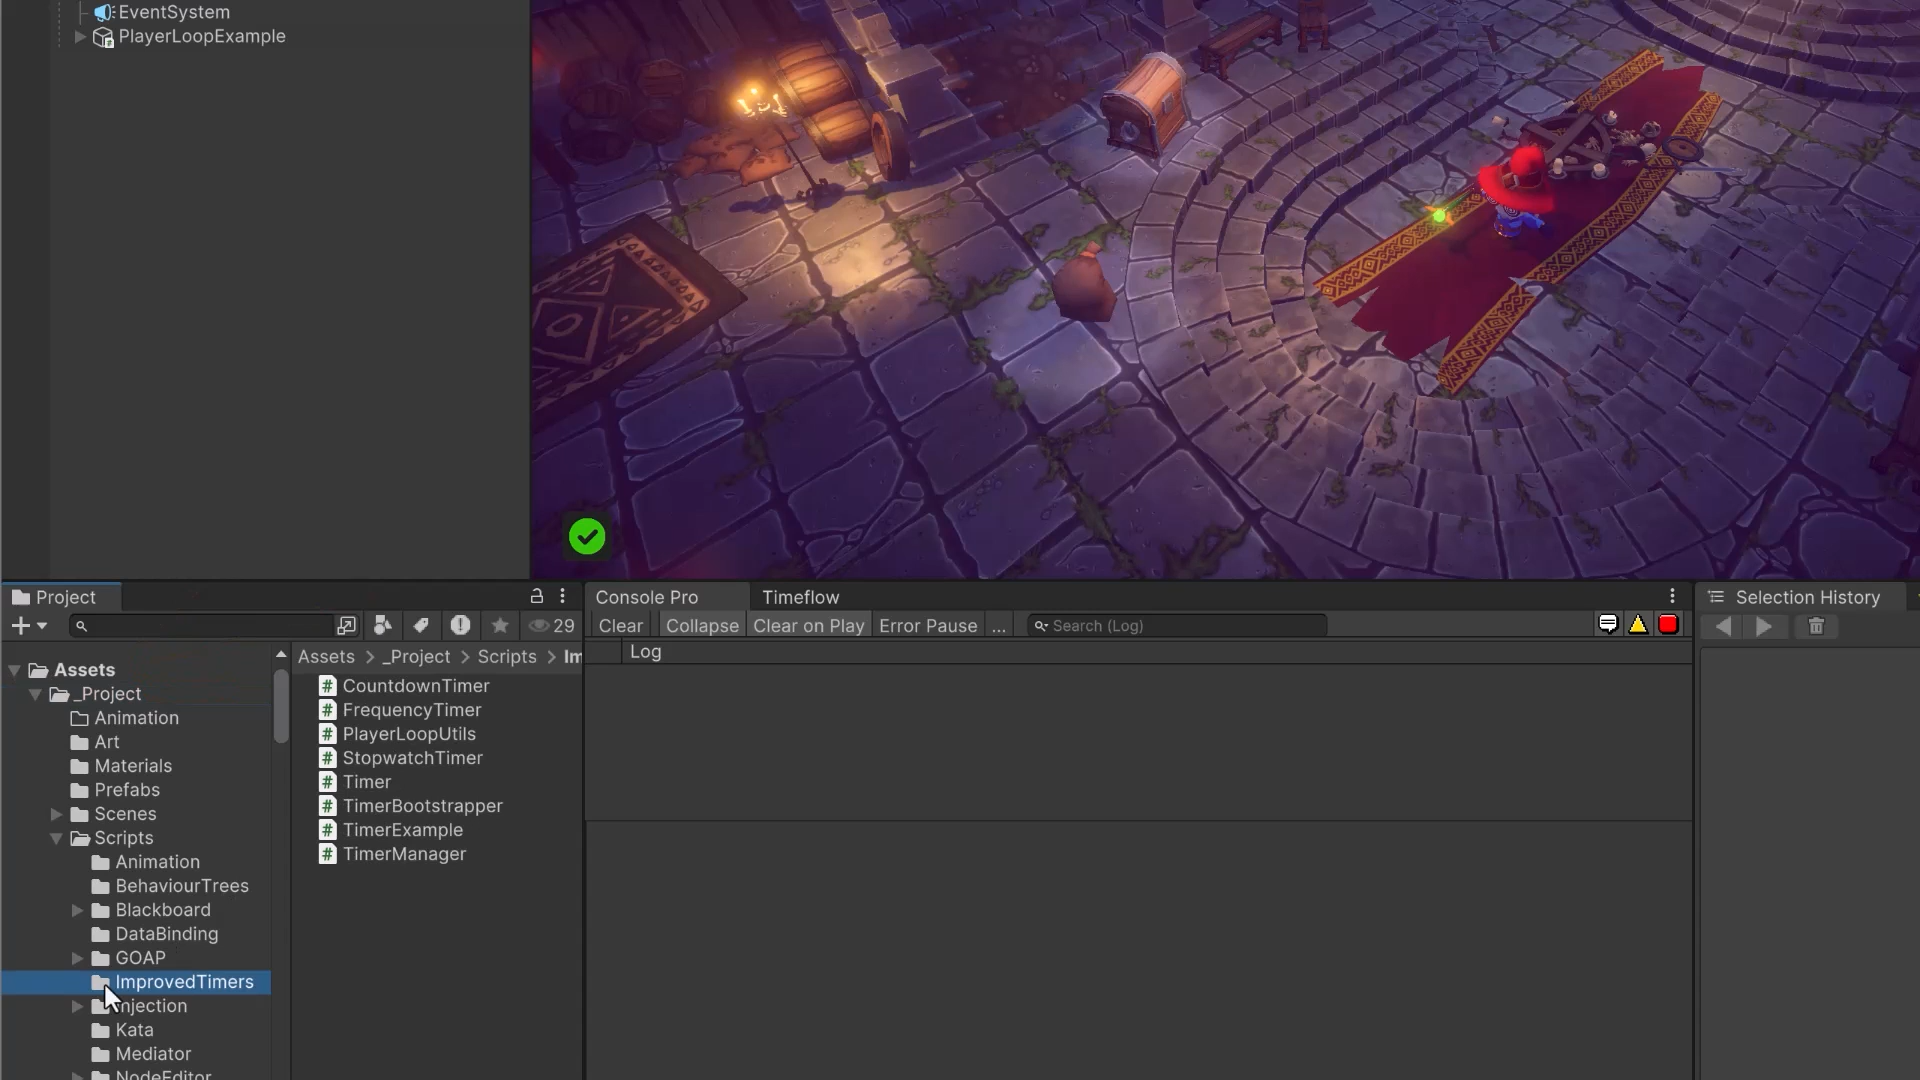 EventSystem
PlayerLoopExample
Project
29
Assets
_Project
Animation
Art
Materials
Prefabs
Scenes
Scripts
Animation
BehaviourTrees
Blackboard
DataBinding
GOAP
ImprovedTimers
njection
Kata
Mediator
NodeEditor
Assets > _Project > Scripts > Im
CountdownTimer
FrequencyTimer
PlayerLoopUtils
StopwatchTimer
Timer
TimerBootstrapper
TimerExample
TimerManager
Console Pro Timeflow
Clear Collapse Clear on Play Error Pause ... Search (Log)
Log
Selection History